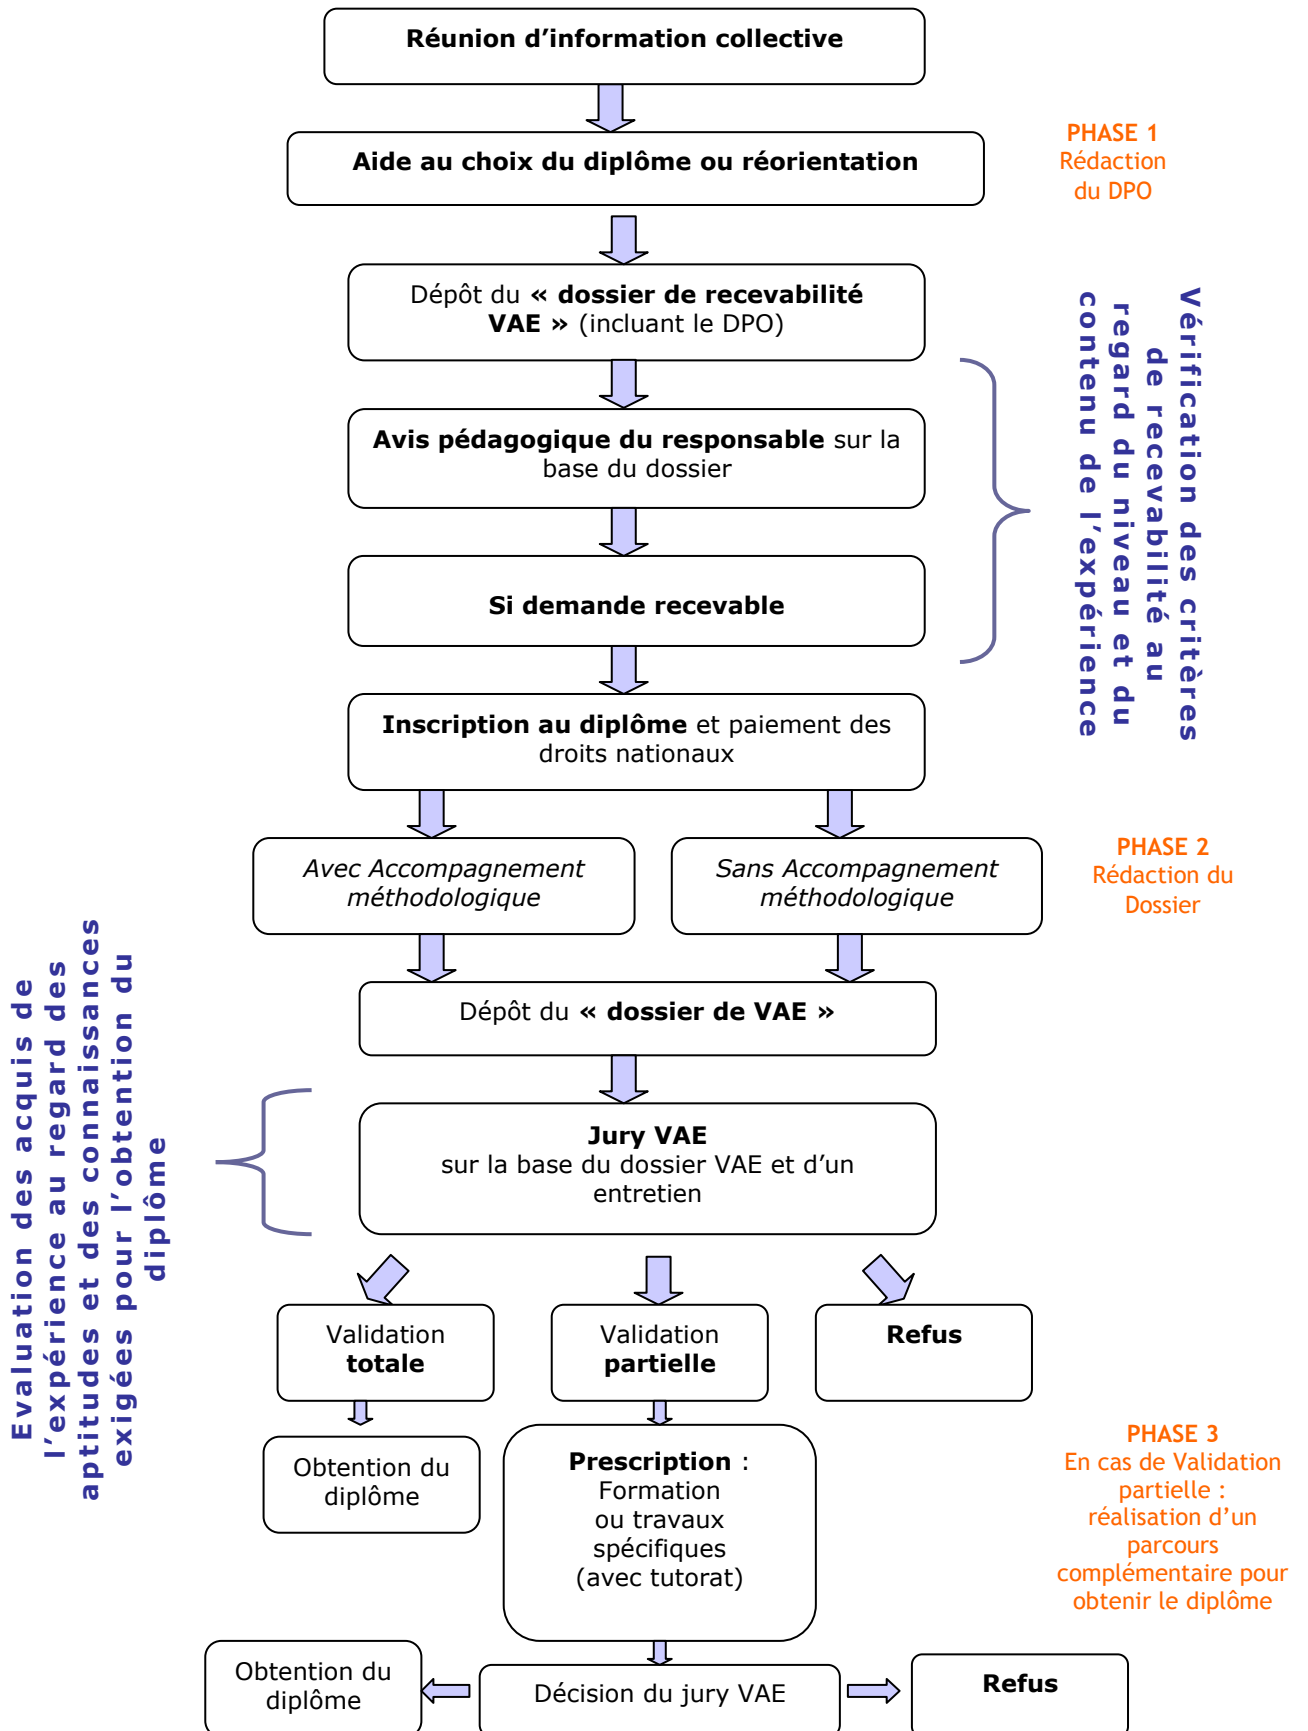 Réunion d’information collective
Aide au choix du diplôme ou réorientation
PHASE 1
Rédaction
du DPO
Dépôt du « dossier de recevabilité
VAE » (incluant le DPO)
Avis pédagogique du responsable sur la
base du dossier
Si demande recevable
Vérification des critères
de recevabilité au
regard du niveau et du
contenu de l’expérience
Inscription au diplôme et paiement des
droits nationaux
Avec Accompagnement
méthodologique
Sans Accompagnement
méthodologique
PHASE 2
Rédaction du
Dossier
Dépôt du « dossier de VAE »
Jury VAE
sur la base du dossier VAE et d’un
entretien
Evaluation des acquis de
l’expérience au regard des
aptitudes et des connaissances
exigées pour l’obtention du
diplôme
Validation
totale
Validation
partielle
Refus
Obtention du
diplôme
Prescription :
Formation
ou travaux
spécifiques
(avec tutorat)
PHASE 3
En cas de Validation
partielle :
réalisation d’un
parcours
complémentaire pour
obtenir le diplôme
Obtention du
diplôme
Décision du jury VAE
Refus